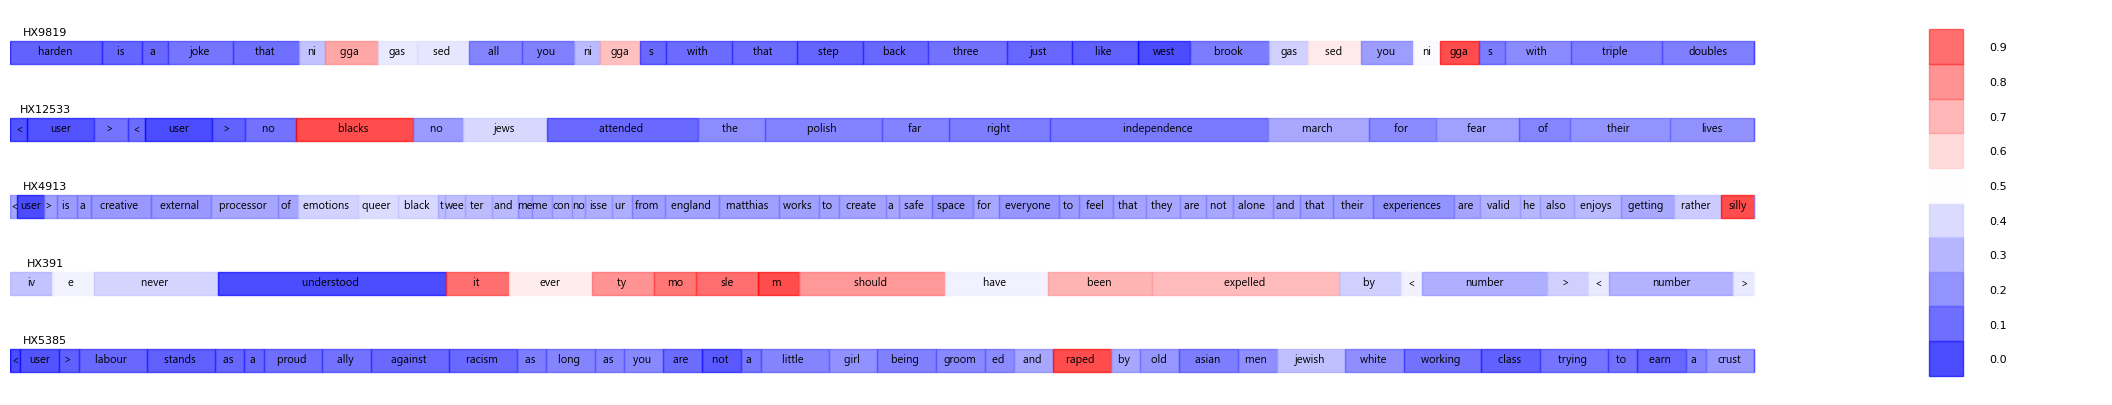 HX9819
harden is a joke that ni gga gas sed all you ni gga s with that step back three just like west brook gas sed you ni gga s with triple doubles
HX12533
< user > < user > no blacks no jews attended the polish far right independence march for fear of their lives
HX4913
< user > is a creative external processor of emotions queer black t wee ter and me me con no isse ur from england matthias works to create a safe space for everyone to feel that they are not alone and that their experiences are valid he also enjoys getting rather silly
HX391
iv e never understood it ever ty mo sle m should have been expelled by < number > < number >
HX5385
< user > labour stands as a proud ally against racism as long as you are not a little girl being groom ed and raped by old asian men jewish white working class trying to earn a crust
0.9
0.8
0.7
0.6
0.5
0.4
0.3
0.2
0.1
0.0